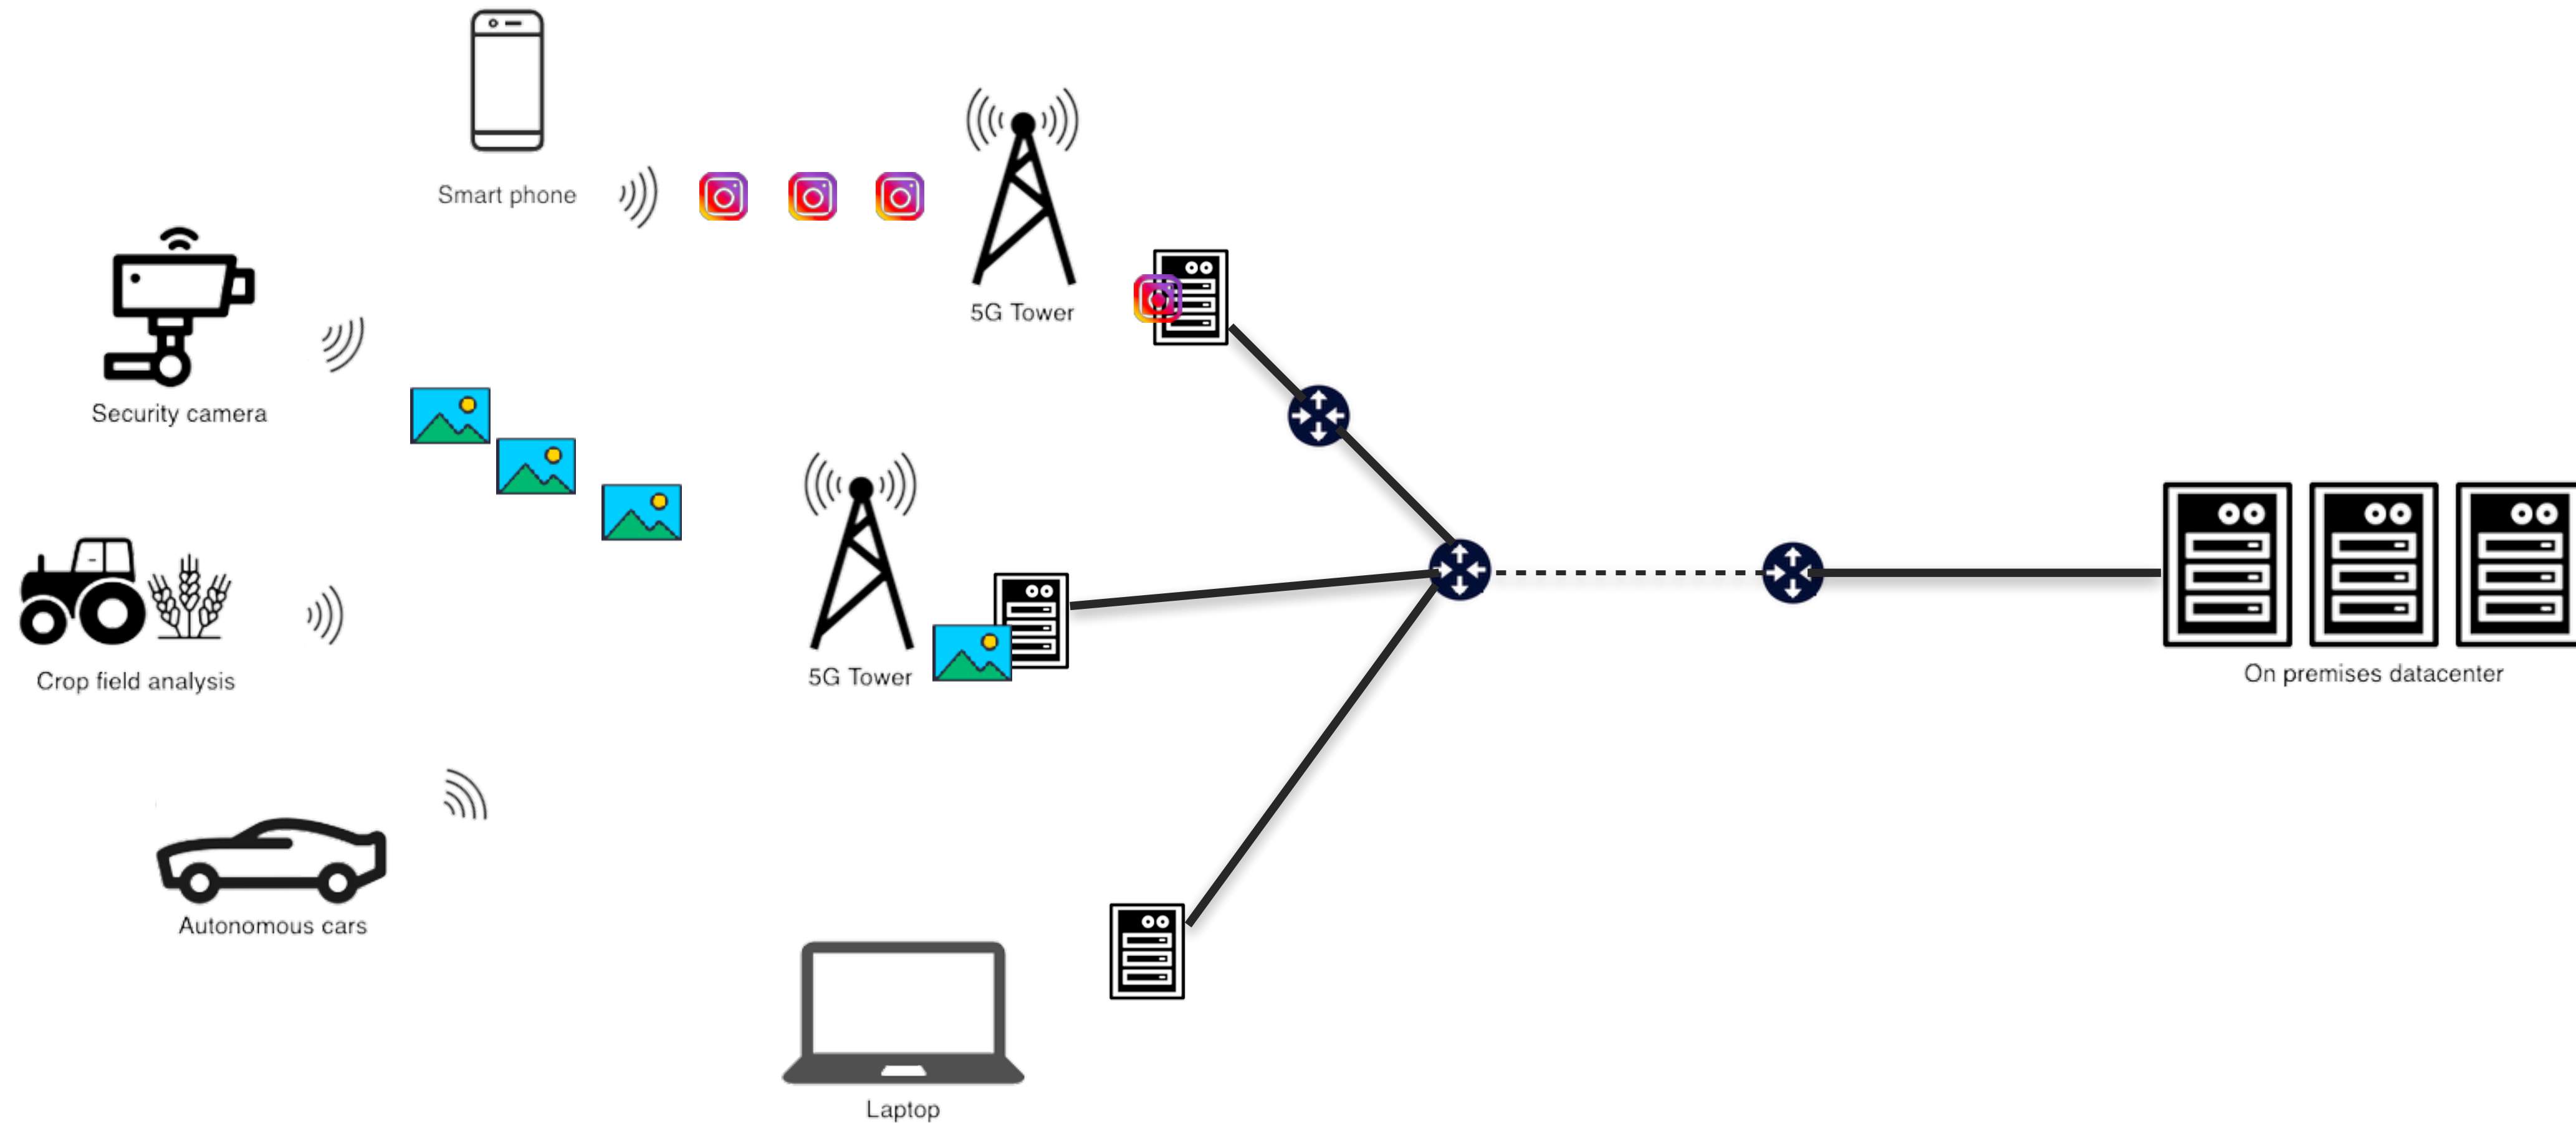 Smart phone
5G Tower
Security camera
5G Tower
On premises datacenter
Crop field analysis
Autonomous cars
Laptop